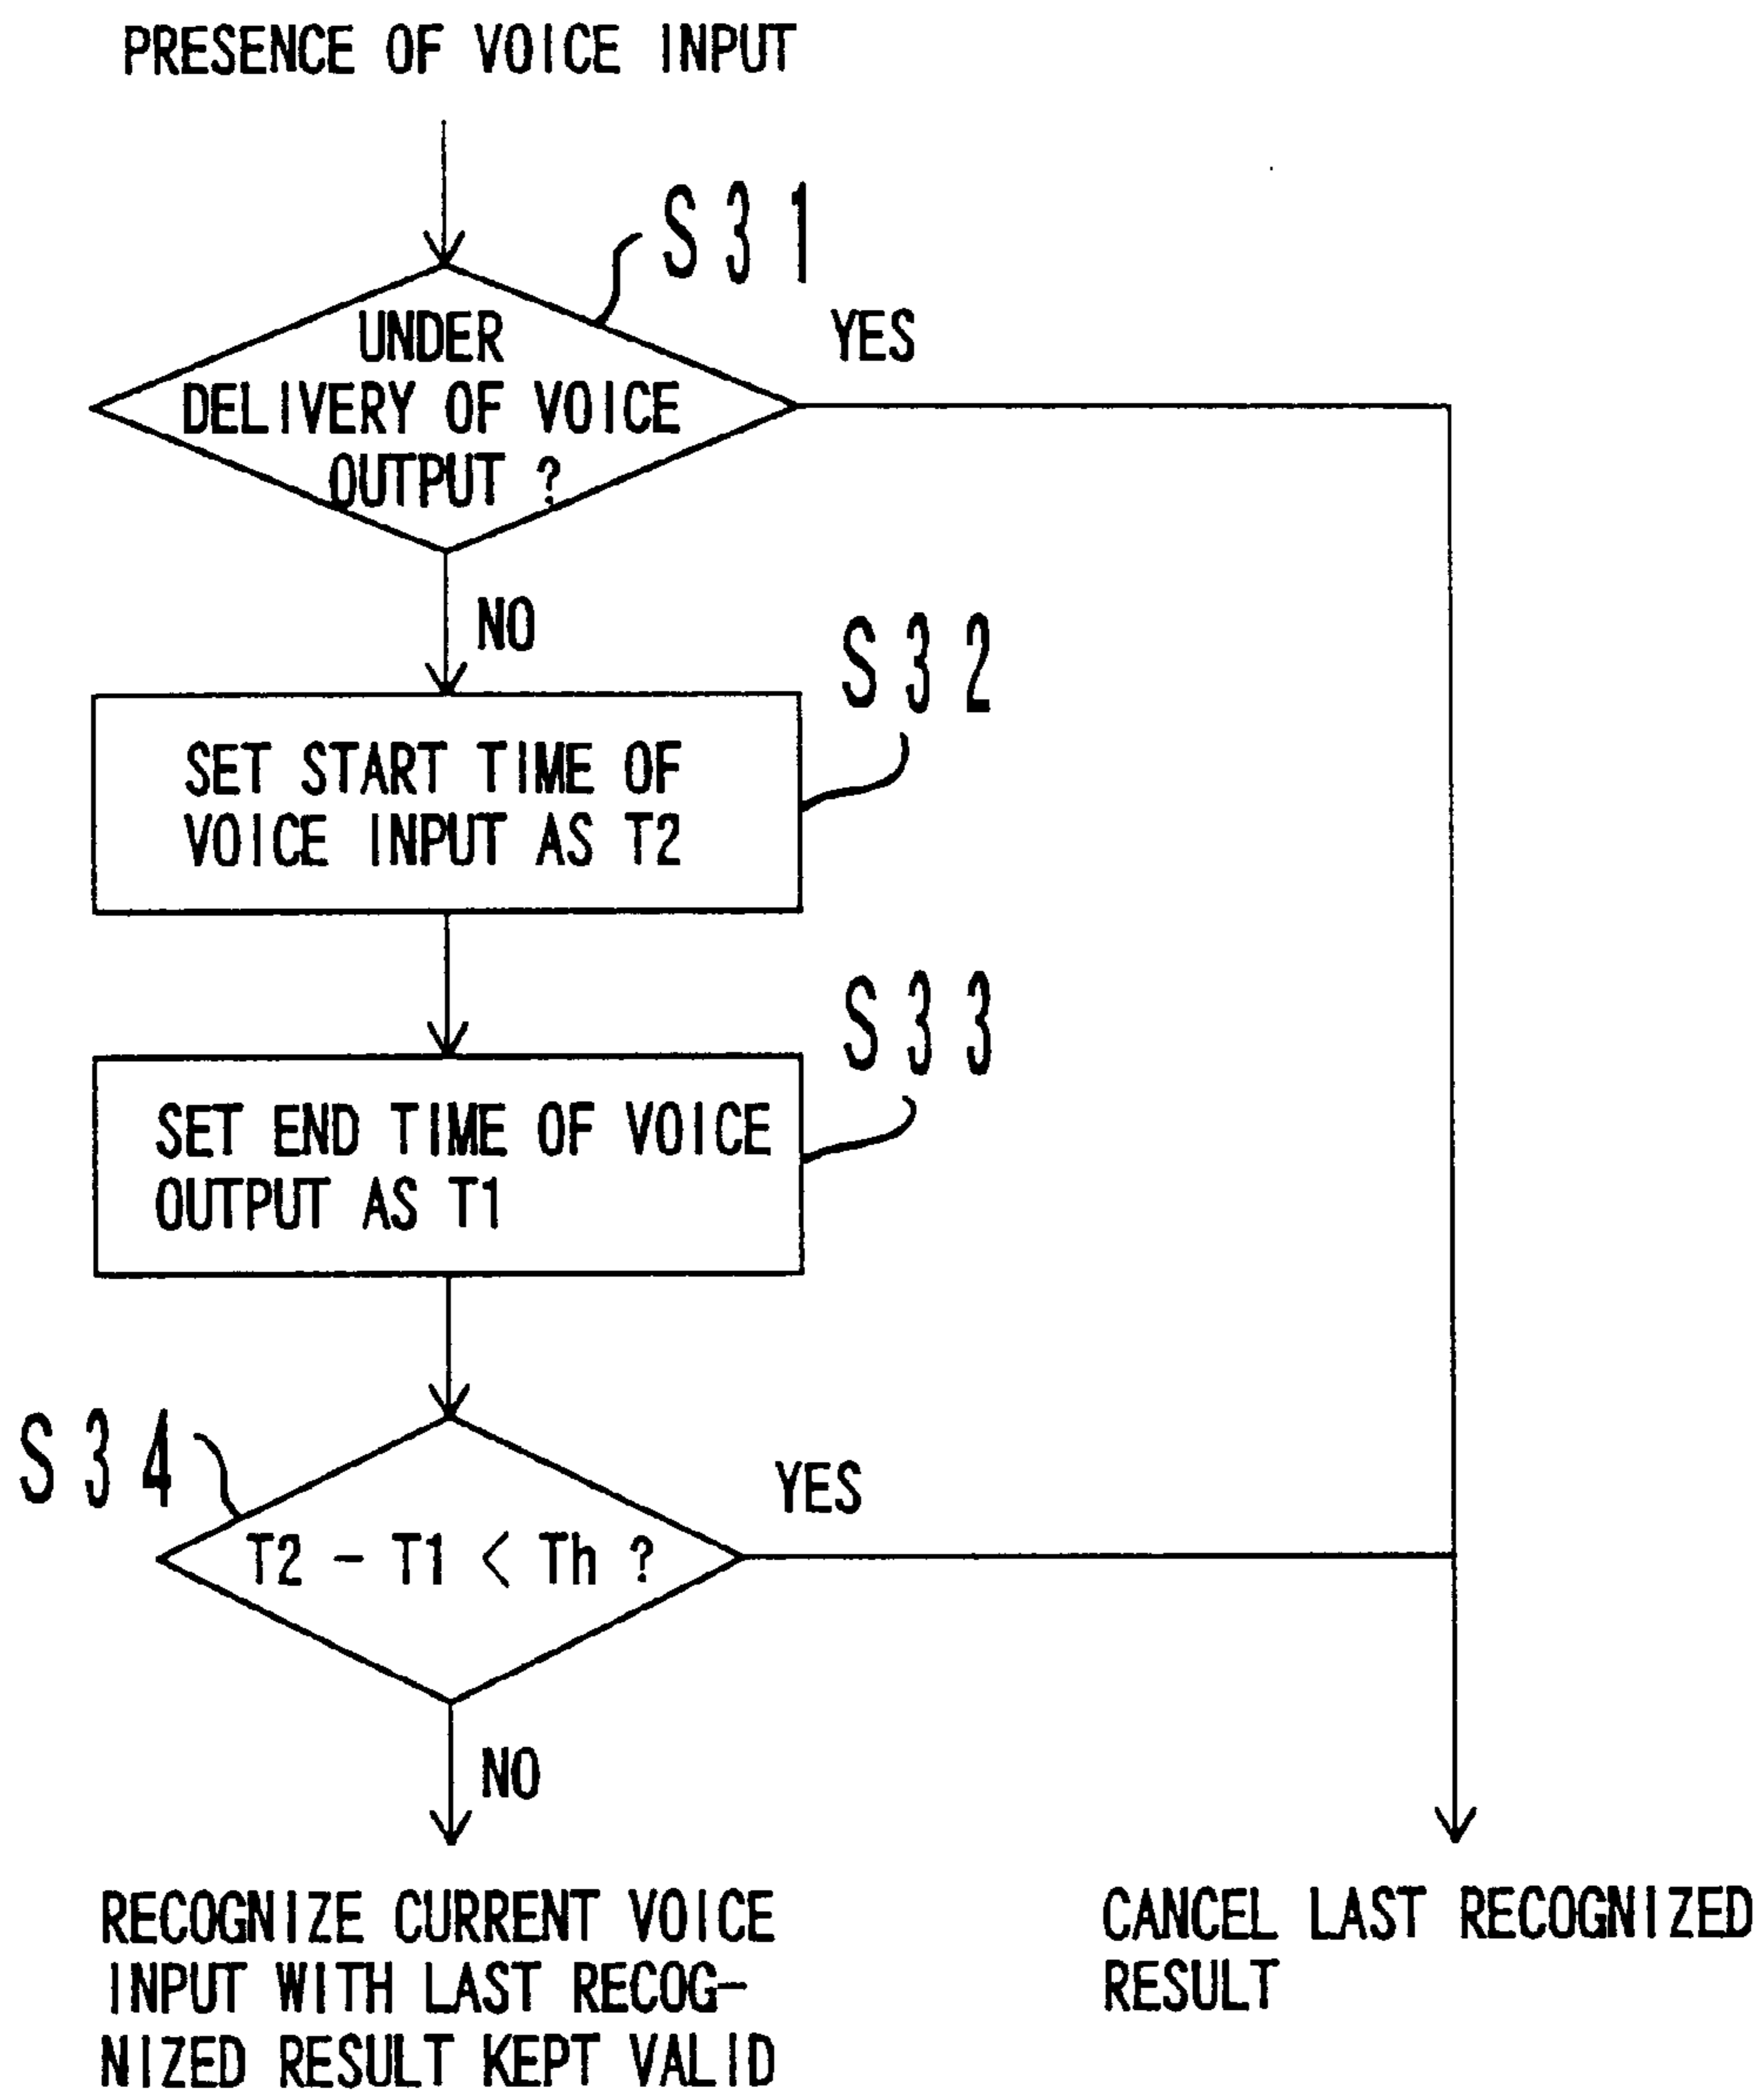 PRESENCE OF VOICE INPUT
S31
UNDER
DELIVERY OF VOICE
OUTPUT ?
YES
NO
S32
SET START TIME OF
VOICE INPUT AS T2
S33
SET END TIME OF VOICE
OUTPUT AS T1
S34
T2 - T1 < Th ?
YES
NO
RECOGNIZE CURRENT VOICE
INPUT WITH LAST RECOG-
NIZED RESULT KEPT VALID
CANCEL LAST RECOGNIZED
RESULT